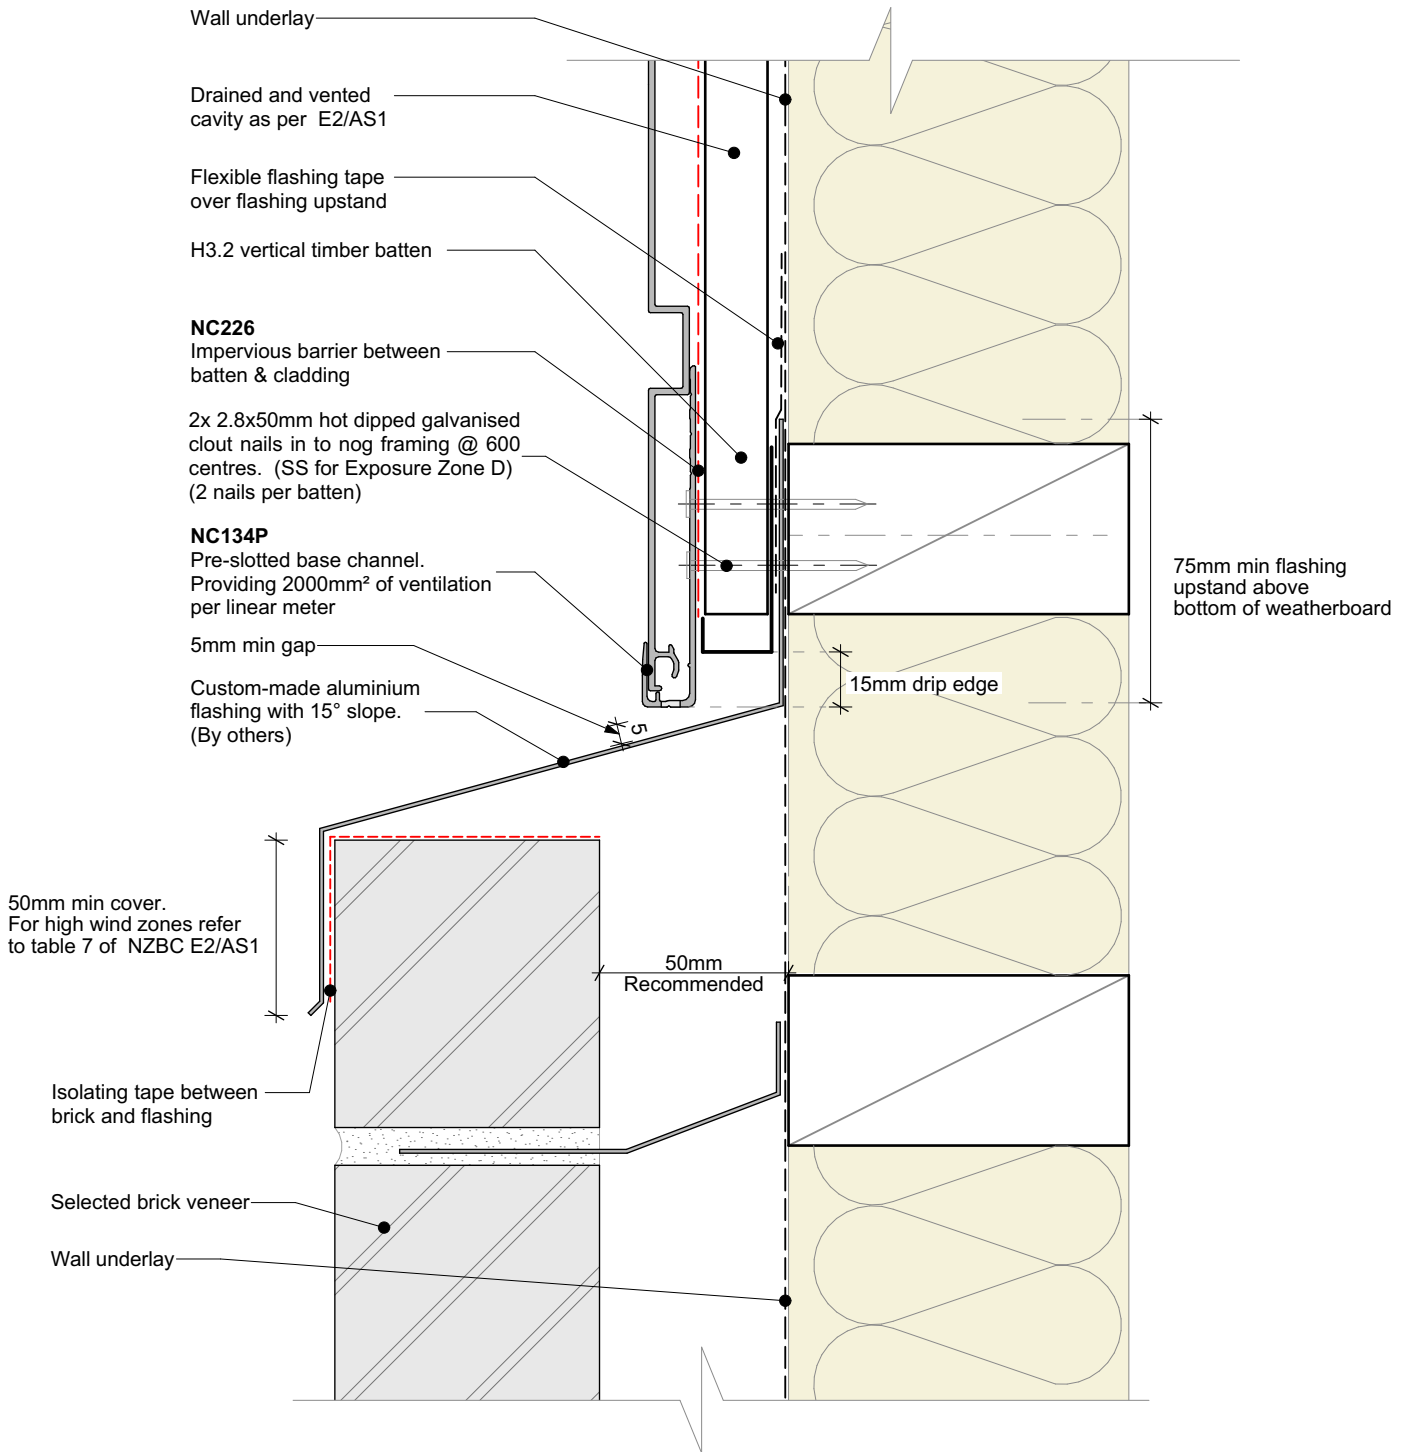 Wall underlay
Drained and vented
cavity as per E2/AS1
Flexible flashing tape
over flashing upstand
H3.2 vertical timber batten
NC226
Impervious barrier between
batten & cladding
2x 2.8x50mm hot dipped galvanised
clout nails in to nog framing @ 600
centres. (SS for Exposure Zone D)
(2 nails per batten)
NC134P
Pre-slotted base channel.
Providing 2000mm² of ventilation
per linear meter
5mm min gap
Custom-made aluminium
flashing with 15° slope.
(By others)
5
15mm drip edge
75mm min flashing
upstand above
bottom of weatherboard
50mm min cover.
For high wind zones refer
to table 7 of NZBC E2/AS1
50mm
Recommended
Isolating tape between
brick and flashing
Selected brick veneer
Wall underlay